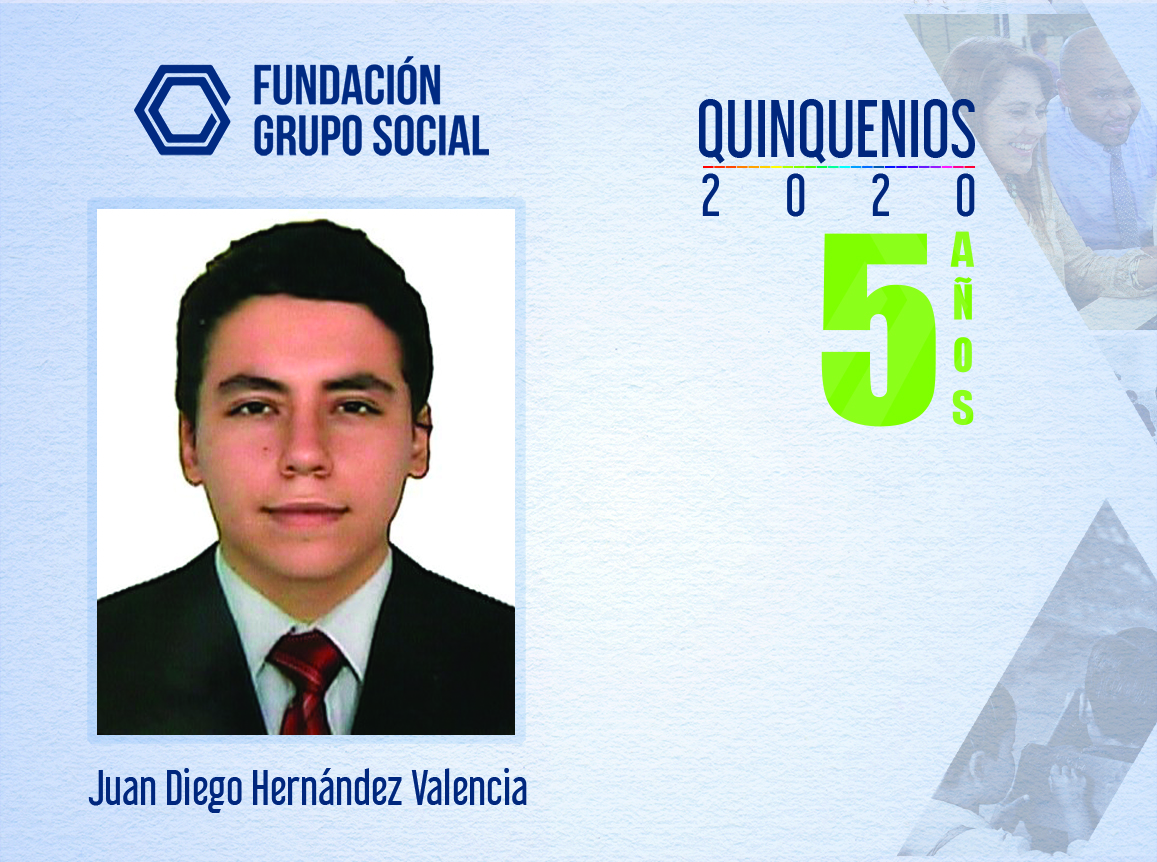 FUNDACIÓN
GRUPO SOCIAL
QUINQUENIOS
2020
5 AÑOS
Juan Diego Hernández Valencia